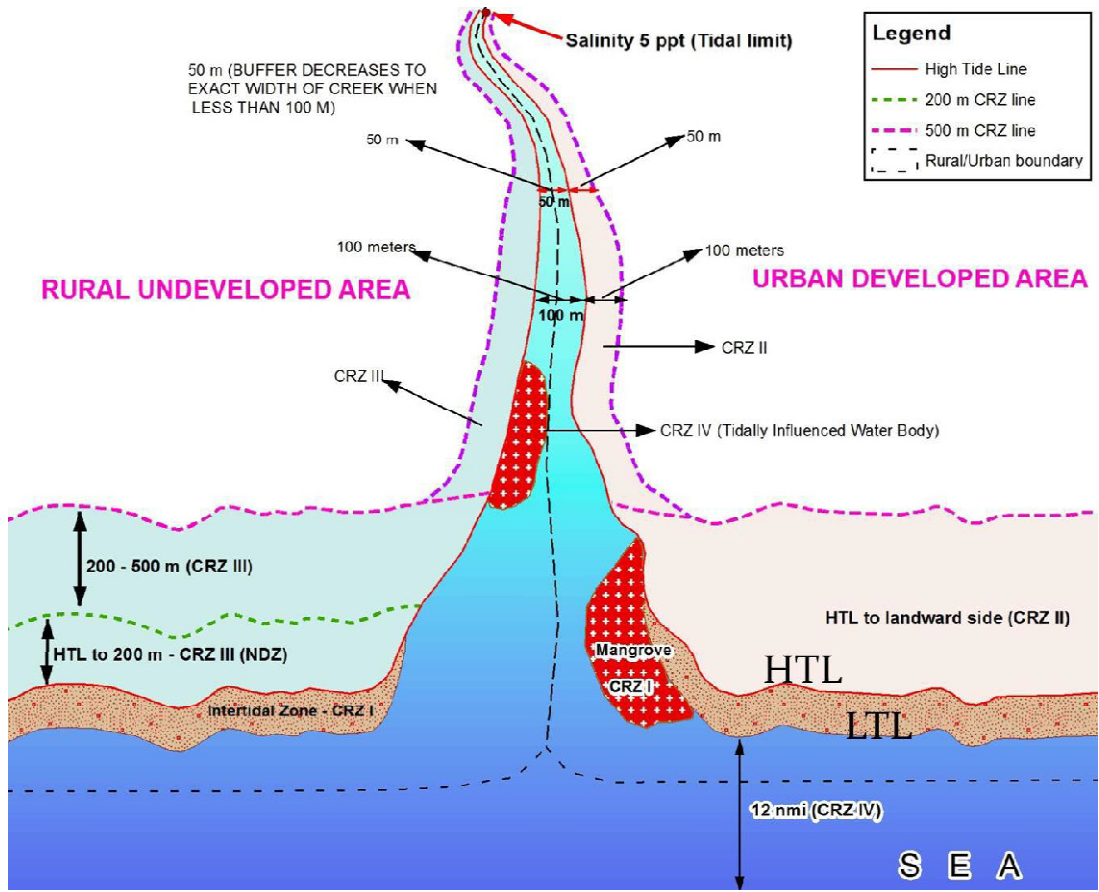 Salinity 5 ppt (Tidal limit)
Legend
High Tide Line
200 m CRZ line
500 m CRZ line
Rural/Urban boundary
50 m (BUFFER DECREASES TO
EXACT WIDTH OF CREEK WHEN
LESS THAN 100 M)
50 m
50 m
50 m
100 meters
100 meters
100 m
RURAL UNDEVELOPED AREA
URBAN DEVELOPED AREA
CRZ II
CRZ III
CRZ IV (Tidally Influenced Water Body)
200 - 500 m (CRZ III)
HTL to landward side (CRZ II)
HTL to 200 m - CRZ III (NDZ)
Mangrove
CRZ I
HTL
Intertidal Zone - CRZ I
LTL
12 nmi (CRZ IV)
S E A